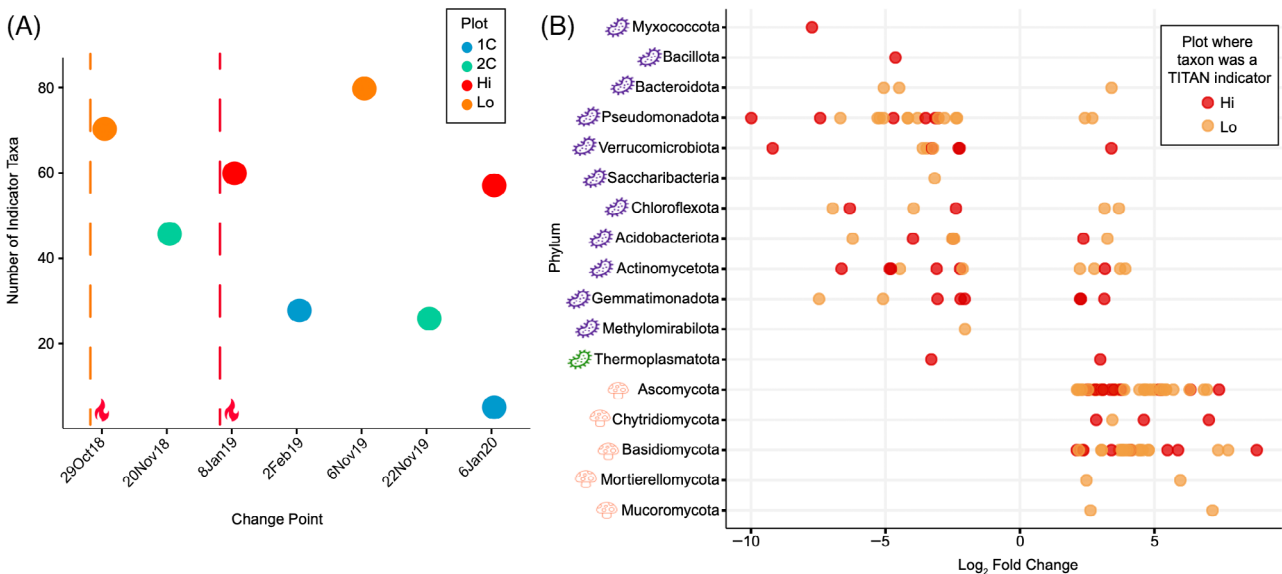 (A)
Plot
1C
2C
Hi
Lo
Number of Indicator Taxa
80
60
40
20
29Oct18
20Nov18
8Jan19
2Feb19
6Nov19
22Nov19
6Jan20
Change Point
(B)
Phylum
Myxococcota
Bacillota
Bacteroidota
Pseudomonadota
Verrucomicrobiota
Saccharibacteria
Chloroflexota
Acidobacteriota
Actinomycetota
Gemmatimonadota
Methylomirabilota
Thermoplasmatota
Ascomycota
Chytridiomycota
Basidiomycota
Mortierellomycota
Mucoromycota
−10
−5
0
5
Log₂ Fold Change
Plot where
taxon was a
TITAN indicator
Hi
Lo